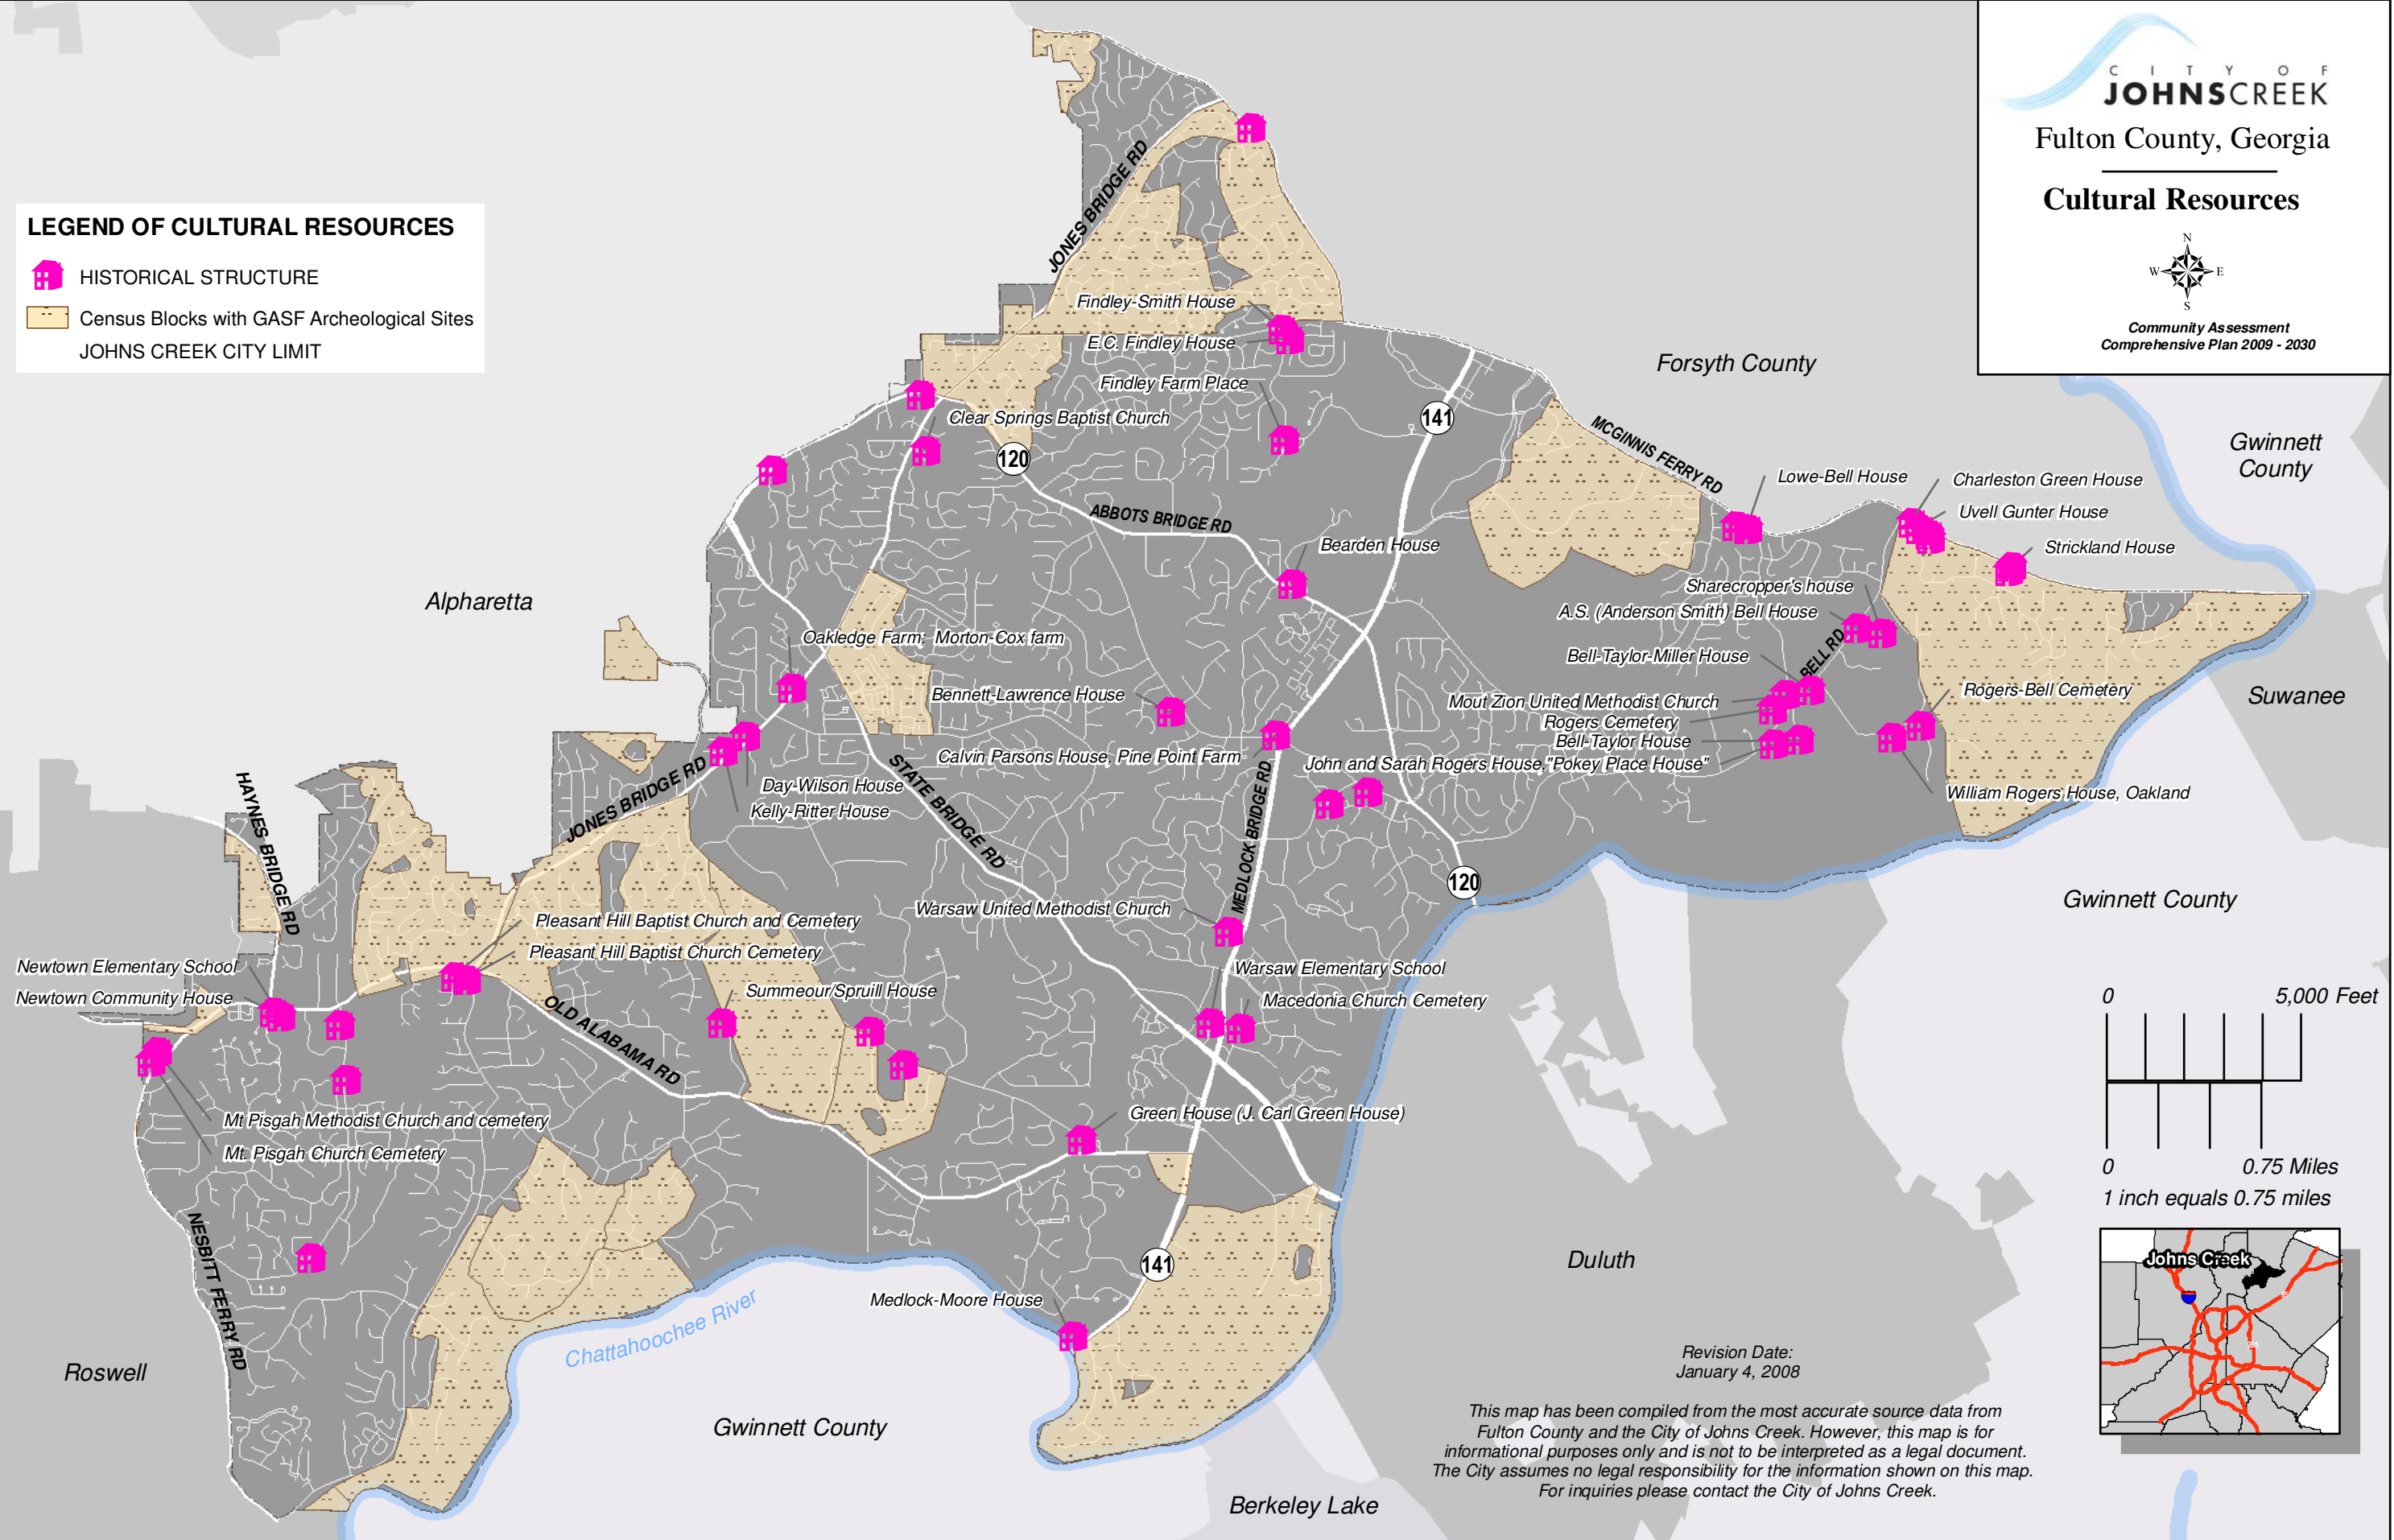 CITY OF
JOHNSCREEK
Fulton County, Georgia
Cultural Resources
N
W E
S
Community Assessment
Comprehensive Plan 2009 - 2030
LEGEND OF CULTURAL RESOURCES
HISTORICAL STRUCTURE
Census Blocks with GASF Archeological Sites
JOHNS CREEK CITY LIMIT
JONES BRIDGE RD
Findley-Smith House
E.C. Findley House
Findley Farm Place
Forsyth County
Clear Springs Baptist Church
141
120
MCGINNIS FERRY RD
Gwinnett
County
Lowe-Bell House
Charleston Green House
Uvell Gunter House
Strickland House
ABBOTS BRIDGE RD
Bearden House
Sharecropper's house
A.S. (Anderson Smith) Bell House
Alpharetta
Oakledge Farm; Morton-Cox farm
Bell-Taylor-Miller House
BELL RD
Bennett-Lawrence House
Rogers-Bell Cemetery
Suwanee
Mout Zion United Methodist Church
Rogers Cemetery
Bell-Taylor House
Calvin Parsons House, Pine Point Farm
John and Sarah Rogers House,"Pokey Place House"
William Rogers House, Oakland
Day-Wilson House
Kelly-Ritter House
JONES BRIDGE RD
STATE BRIDGE RD
MEDLOCK BRIDGE RD
HAYNES BRIDGE RD
120
Gwinnett County
Warsaw United Methodist Church
Pleasant Hill Baptist Church and Cemetery
Pleasant Hill Baptist Church Cemetery
Newtown Elementary School
Newtown Community House
Warsaw Elementary School
Macedonia Church Cemetery
Summeour/Spruill House
OLD ALABAMA RD
Mt Pisgah Methodist Church and cemetery
Mt. Pisgah Church Cemetery
Green House (J. Carl Green House)
NESBITT FERRY RD
141
Medlock-Moore House
Chattahoochee River
Duluth
Roswell
Gwinnett County
Berkeley Lake
0 5,000 Feet
0 0.75 Miles
1 inch equals 0.75 miles
Johns Creek
Revision Date:
January 4, 2008
This map has been compiled from the most accurate source data from
Fulton County and the City of Johns Creek. However, this map is for
informational purposes only and is not to be interpreted as a legal document.
The City assumes no legal responsibility for the information shown on this map.
For inquiries please contact the City of Johns Creek.